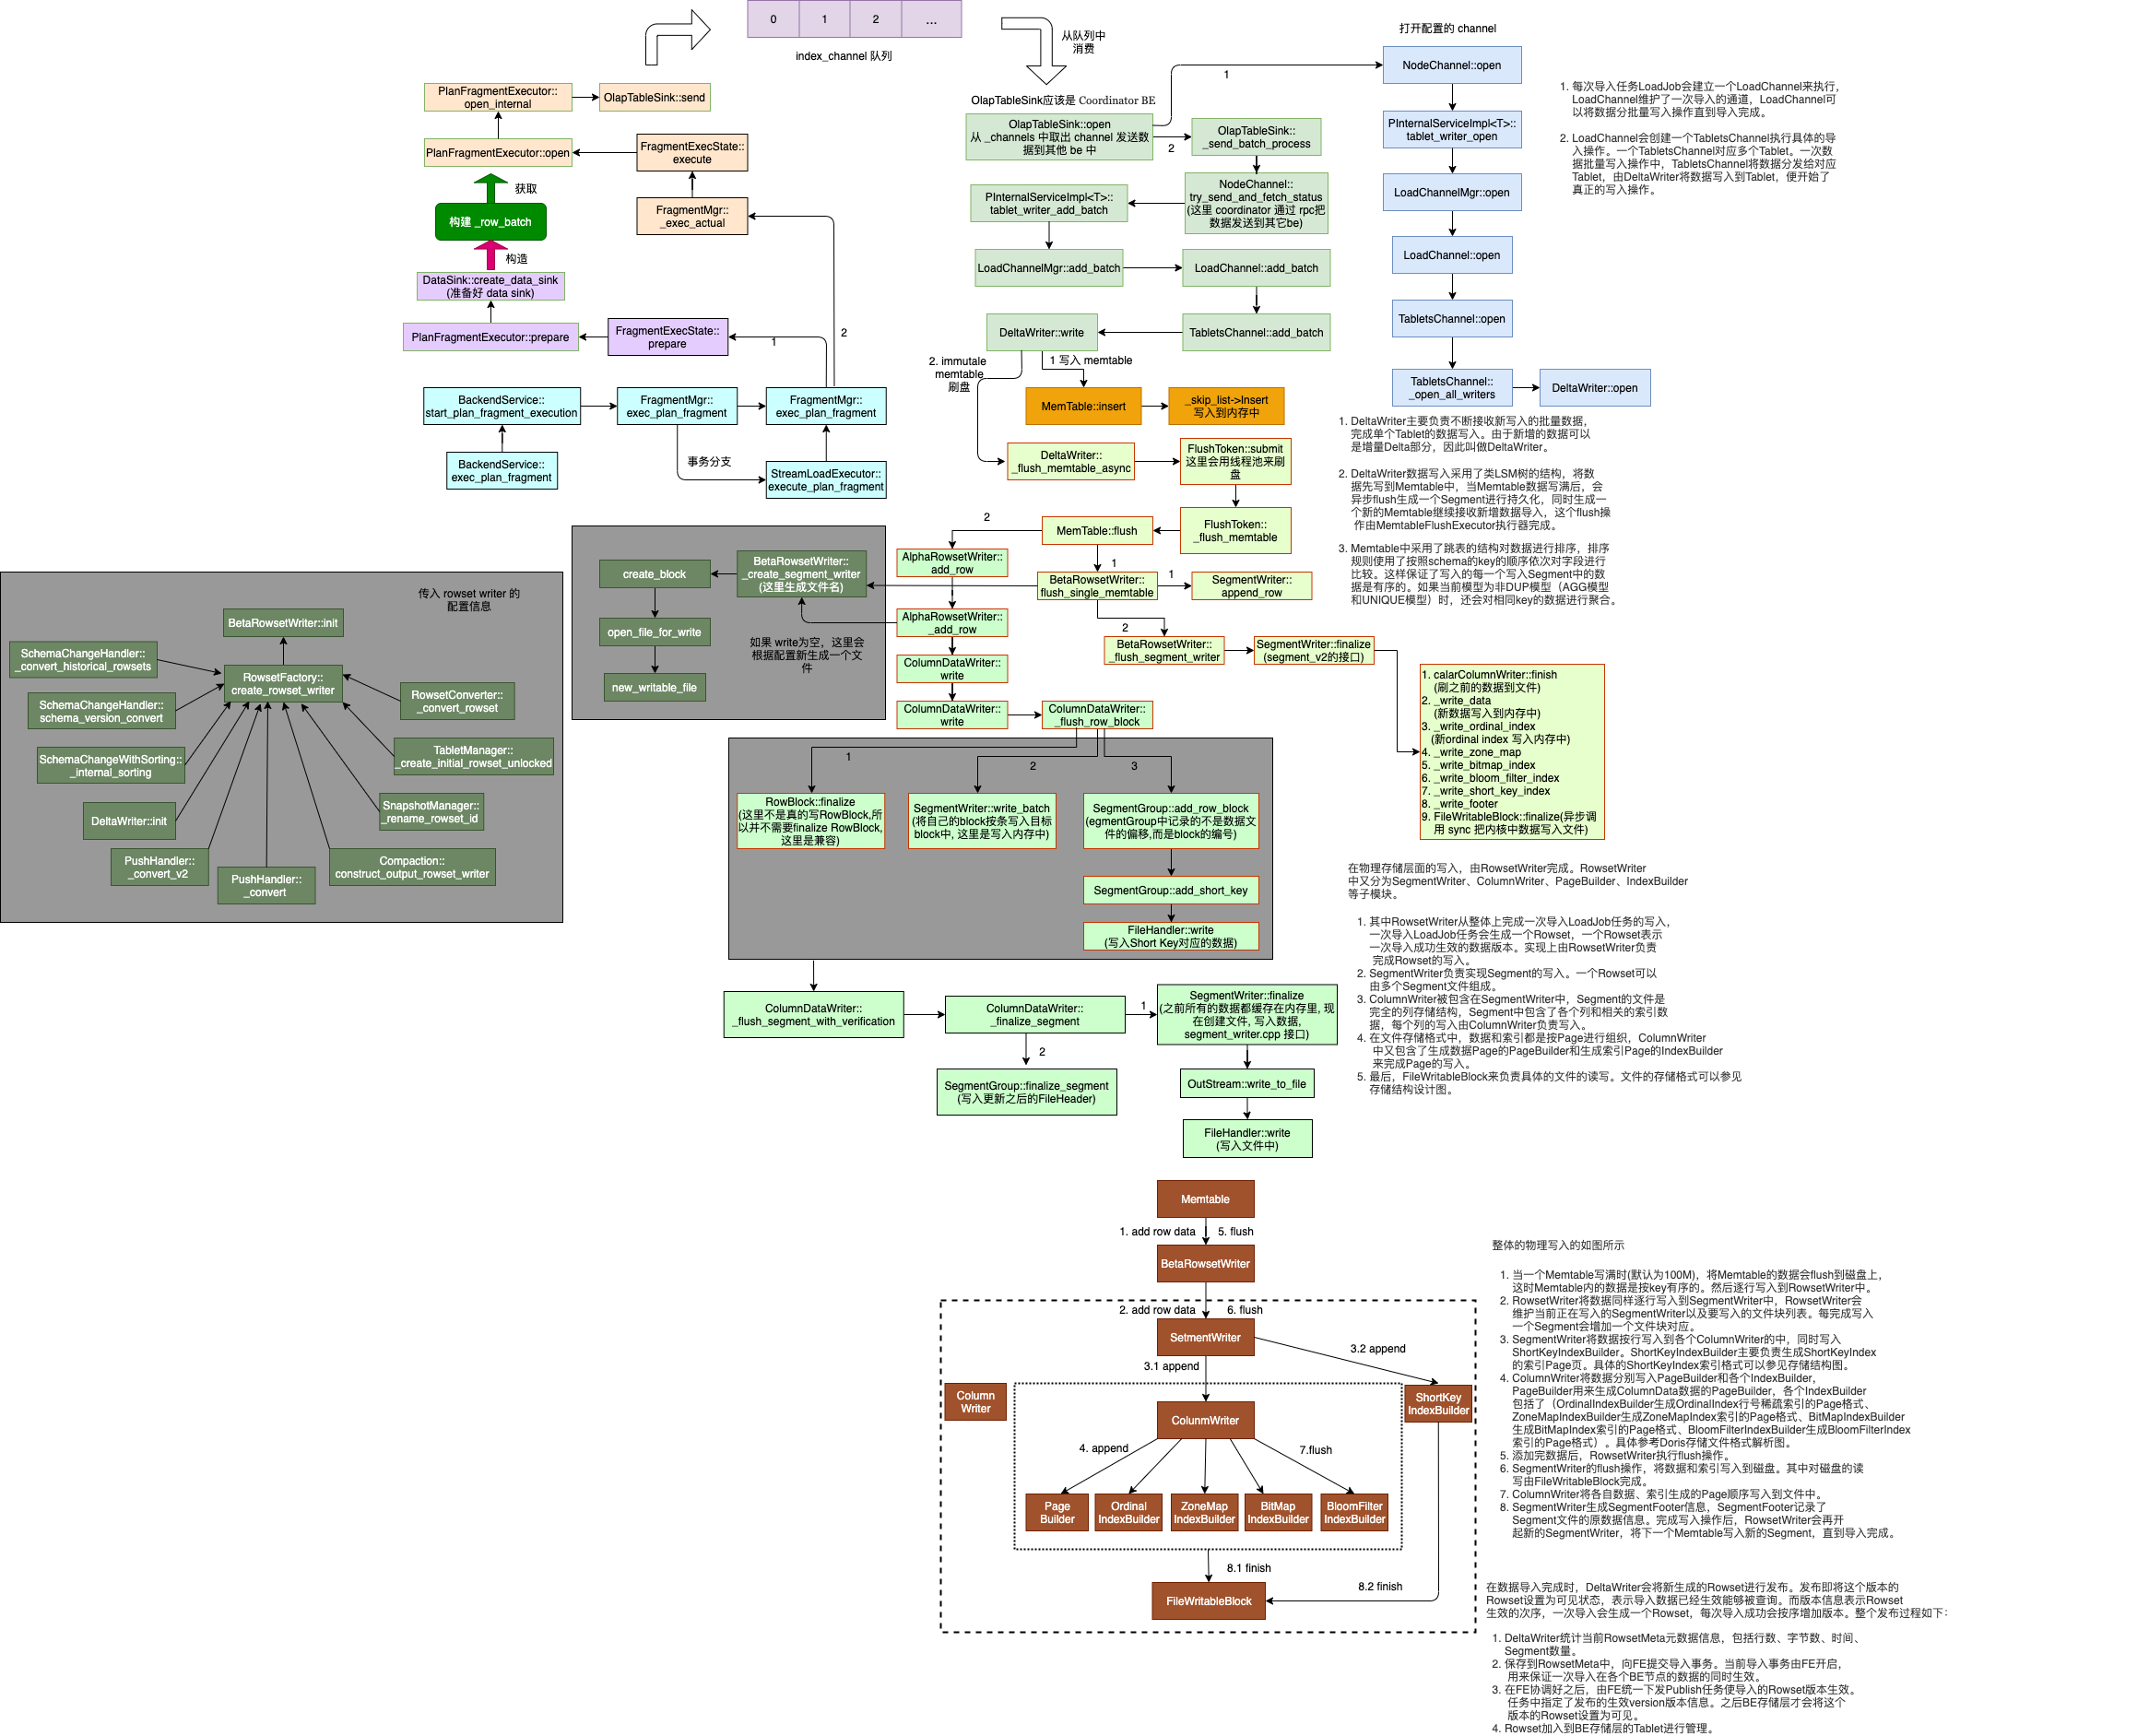 0
1
2
...
index_channel 队列
从队列中
消费
打开配置的 channel
PlanFragmentExecutor::
open_internal
OlapTableSink::send
PlanFragmentExecutor::open
FragmentExecState::
execute
获取
构建 _row_batch
FragmentMgr::
_exec_actual
构造
DataSink::create_data_sink
(准备好 data sink)
PlanFragmentExecutor::prepare
FragmentExecState::
prepare
1
2
BackendService::
start_plan_fragment_execution
FragmentMgr::
exec_plan_fragment
FragmentMgr::
exec_plan_fragment
BackendService::
exec_plan_fragment
事务分支
StreamLoadExecutor::
execute_plan_fragment
OlapTableSink应该是 Coordinator BE
OlapTableSink::open
从 _channels 中取出 channel 发送数
据到其他 be 中
1
2
OlapTableSink::
_send_batch_process
NodeChannel::
try_send_and_fetch_status
(这里 coordinator 通过 rpc把
数据发送到其它be)
PInternalServiceImpl<T>::
tablet_writer_add_batch
LoadChannelMgr::add_batch
LoadChannel::add_batch
DeltaWriter::write
TabletsChannel::add_batch
2. immutale
memtable
刷盘
1 写入 memtable
MemTable::insert
_skip_list->Insert
写入到内存中
DeltaWriter::
_flush_memtable_async
FlushToken::submit
这里会用线程池来刷
盘
FlushToken::
_flush_memtable
MemTable::flush
2
1
NodeChannel::open
PInternalServiceImpl<T>::
tablet_writer_open
LoadChannelMgr::open
LoadChannel::open
TabletsChannel::open
TabletsChannel::
_open_all_writers
DeltaWriter::open
1. 每次导入任务LoadJob会建立一个LoadChannel来执行，
LoadChannel维护了一次导入的通道，LoadChannel可
以将数据分批量写入操作直到导入完成。
2. LoadChannel会创建一个TabletsChannel执行具体的导
入操作。一个TabletsChannel对应多个Tablet。一次数
据批量写入操作中，TabletsChannel将数据分发给对应
Tablet，由DeltaWriter将数据写入到Tablet，便开始了
真正的写入操作。
1. DeltaWriter主要负责不断接收新写入的批量数据，
完成单个Tablet的数据写入。由于新增的数据可以
是增量Delta部分，因此叫做DeltaWriter。
2. DeltaWriter数据写入采用了类LSM树的结构，将数
据先写到Memtable中，当Memtable数据写满后，会
异步flush生成一个Segment进行持久化，同时生成一
个新的Memtable继续接收新增数据导入，这个flush操
作由MemtableFlushExecutor执行器完成。
3. Memtable中采用了跳表的结构对数据进行排序，排序
规则使用了按照schema的key的顺序依次对字段进行
比较。这样保证了写入的每一个写入Segment中的数
据是有序的。如果当前模型为非DUP模型（AGG模型
和UNIQUE模型）时，还会对相同key的数据进行聚合。
AlphaRowsetWriter::
add_row
BetaRowsetWriter::
flush_single_memtable
1
SegmentWriter::
append_row
2
BetaRowsetWriter::
_flush_segment_writer
SegmentWriter::finalize
(segment_v2的接口)
AlphaRowsetWriter::
_add_row
ColumnDataWriter::
write
ColumnDataWriter::
write
ColumnDataWriter::
_flush_row_block
create_block
BetaRowsetWriter::
_create_segment_writer
(这里生成文件名)
open_file_for_write
new_writable_file
如果 write为空，这里会
根据配置新生成一个文
件
传入 rowset writer 的
配置信息
BetaRowsetWriter::init
SchemaChangeHandler::
_convert_historical_rowsets
RowsetFactory::
create_rowset_writer
SchemaChangeHandler::
schema_version_convert
RowsetConverter::
_convert_rowset
SchemaChangeWithSorting::
_internal_sorting
TabletManager::
_create_initial_rowset_unlocked
DeltaWriter::init
SnapshotManager::
_rename_rowset_id
PushHandler::
_convert_v2
PushHandler::
_convert
Compaction::
construct_output_rowset_writer
1. calarColumnWriter::finish
(刷之前的数据到文件)
2. _write_data
(新数据写入到内存中)
3. _write_ordinal_index
(新ordinal index 写入内存中)
4. _write_zone_map
5. _write_bitmap_index
6. _write_bloom_filter_index
7. _write_short_key_index
8. _write_footer
9. FileWritableBlock::finalize(异步调
用 sync 把内核中数据写入文件)
1
2
3
RowBlock::finalize
(这里不是真的写RowBlock,所
以并不需要finalize RowBlock,
这里是兼容)
SegmentWriter::write_batch
(将自己的block按条写入目标
block中, 这里是写入内存中)
SegmentGroup::add_row_block
(egmentGroup中记录的不是数据文
件的偏移,而是block的编号)
SegmentGroup::add_short_key
FileHandler::write
(写入Short Key对应的数据)
ColumnDataWriter::
_flush_segment_with_verification
ColumnDataWriter::
_finalize_segment
1
SegmentWriter::finalize
(之前所有的数据都缓存在内存里, 现
在创建文件, 写入数据,
segment_writer.cpp 接口)
2
SegmentGroup::finalize_segment
(写入更新之后的FileHeader)
OutStream::write_to_file
FileHandler::write
(写入文件中)
在物理存储层面的写入，由RowsetWriter完成。RowsetWriter
中又分为SegmentWriter、ColumnWriter、PageBuilder、IndexBuilder
等子模块。
1. 其中RowsetWriter从整体上完成一次导入LoadJob任务的写入，
一次导入LoadJob任务会生成一个Rowset，一个Rowset表示
一次导入成功生效的数据版本。实现上由RowsetWriter负责
完成Rowset的写入。
2. SegmentWriter负责实现Segment的写入。一个Rowset可以
由多个Segment文件组成。
3. ColumnWriter被包含在SegmentWriter中，Segment的文件是
完全的列存储结构，Segment中包含了各个列和相关的索引数
据，每个列的写入由ColumnWriter负责写入。
4. 在文件存储格式中，数据和索引都是按Page进行组织，ColumnWriter
中又包含了生成数据Page的PageBuilder和生成索引Page的IndexBuilder
来完成Page的写入。
5. 最后，FileWritableBlock来负责具体的文件的读写。文件的存储格式可以参见
存储结构设计图。
Memtable
1. add row data
5. flush
BetaRowsetWriter
2. add row data
6. flush
SetmentWriter
3.1 append
3.2 append
Column
Writer
ColunmWriter
ShortKey
IndexBuilder
4. append
7.flush
Page
Builder
Ordinal
IndexBuilder
ZoneMap
IndexBuilder
BitMap
IndexBuilder
BloomFilter
IndexBuilder
8.1 finish
8.2 finish
FileWritableBlock
整体的物理写入的如图所示
1. 当一个Memtable写满时(默认为100M)，将Memtable的数据会flush到磁盘上，
这时Memtable内的数据是按key有序的。然后逐行写入到RowsetWriter中。
2. RowsetWriter将数据同样逐行写入到SegmentWriter中，RowsetWriter会
维护当前正在写入的SegmentWriter以及要写入的文件块列表。每完成写入
一个Segment会增加一个文件块对应。
3. SegmentWriter将数据按行写入到各个ColumnWriter的中，同时写入
ShortKeyIndexBuilder。ShortKeyIndexBuilder主要负责生成ShortKeyIndex
的索引Page页。具体的ShortKeyIndex索引格式可以参见存储结构图。
4. ColumnWriter将数据分别写入PageBuilder和各个IndexBuilder，
PageBuilder用来生成ColumnData数据的PageBuilder，各个IndexBuilder
包括了（OrdinalIndexBuilder生成OrdinalIndex行号稀疏索引的Page格式、
ZoneMapIndexBuilder生成ZoneMapIndex索引的Page格式、BitMapIndexBuilder
生成BitMapIndex索引的Page格式、BloomFilterIndexBuilder生成BloomFilterIndex
索引的Page格式）。具体参考Doris存储文件格式解析图。
5. 添加完数据后，RowsetWriter执行flush操作。
6. SegmentWriter的flush操作，将数据和索引写入到磁盘。其中对磁盘的读
写由FileWritableBlock完成。
7. ColumnWriter将各自数据、索引生成的Page顺序写入到文件中。
8. SegmentWriter生成SegmentFooter信息，SegmentFooter记录了
Segment文件的原数据信息。完成写入操作后，RowsetWriter会再开
起新的SegmentWriter，将下一个Memtable写入新的Segment，直到导入完成。
在数据导入完成时，DeltaWriter会将新生成的Rowset进行发布。发布即将这个版本的
Rowset设置为可见状态，表示导入数据已经生效能够被查询。而版本信息表示Rowset
生效的次序，一次导入会生成一个Rowset，每次导入成功会按序增加版本。整个发布过程如下：
1. DeltaWriter统计当前RowsetMeta元数据信息，包括行数、字节数、时间、
Segment数量。
2. 保存到RowsetMeta中，向FE提交导入事务。当前导入事务由FE开启，
用来保证一次导入在各个BE节点的数据的同时生效。
3. 在FE协调好之后，由FE统一下发Publish任务使导入的Rowset版本生效。
任务中指定了发布的生效version版本信息。之后BE存储层才会将这个
版本的Rowset设置为可见。
4. Rowset加入到BE存储层的Tablet进行管理。